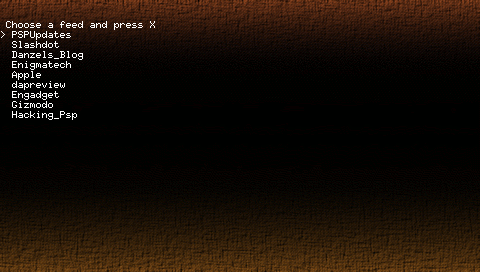 Choose a feed and press X
> PSPUpdates
Slashdot
Danzels_Blog
Enigmatech
Apple
dapreview
Engadget
Gizmodo
Hacking_Psp